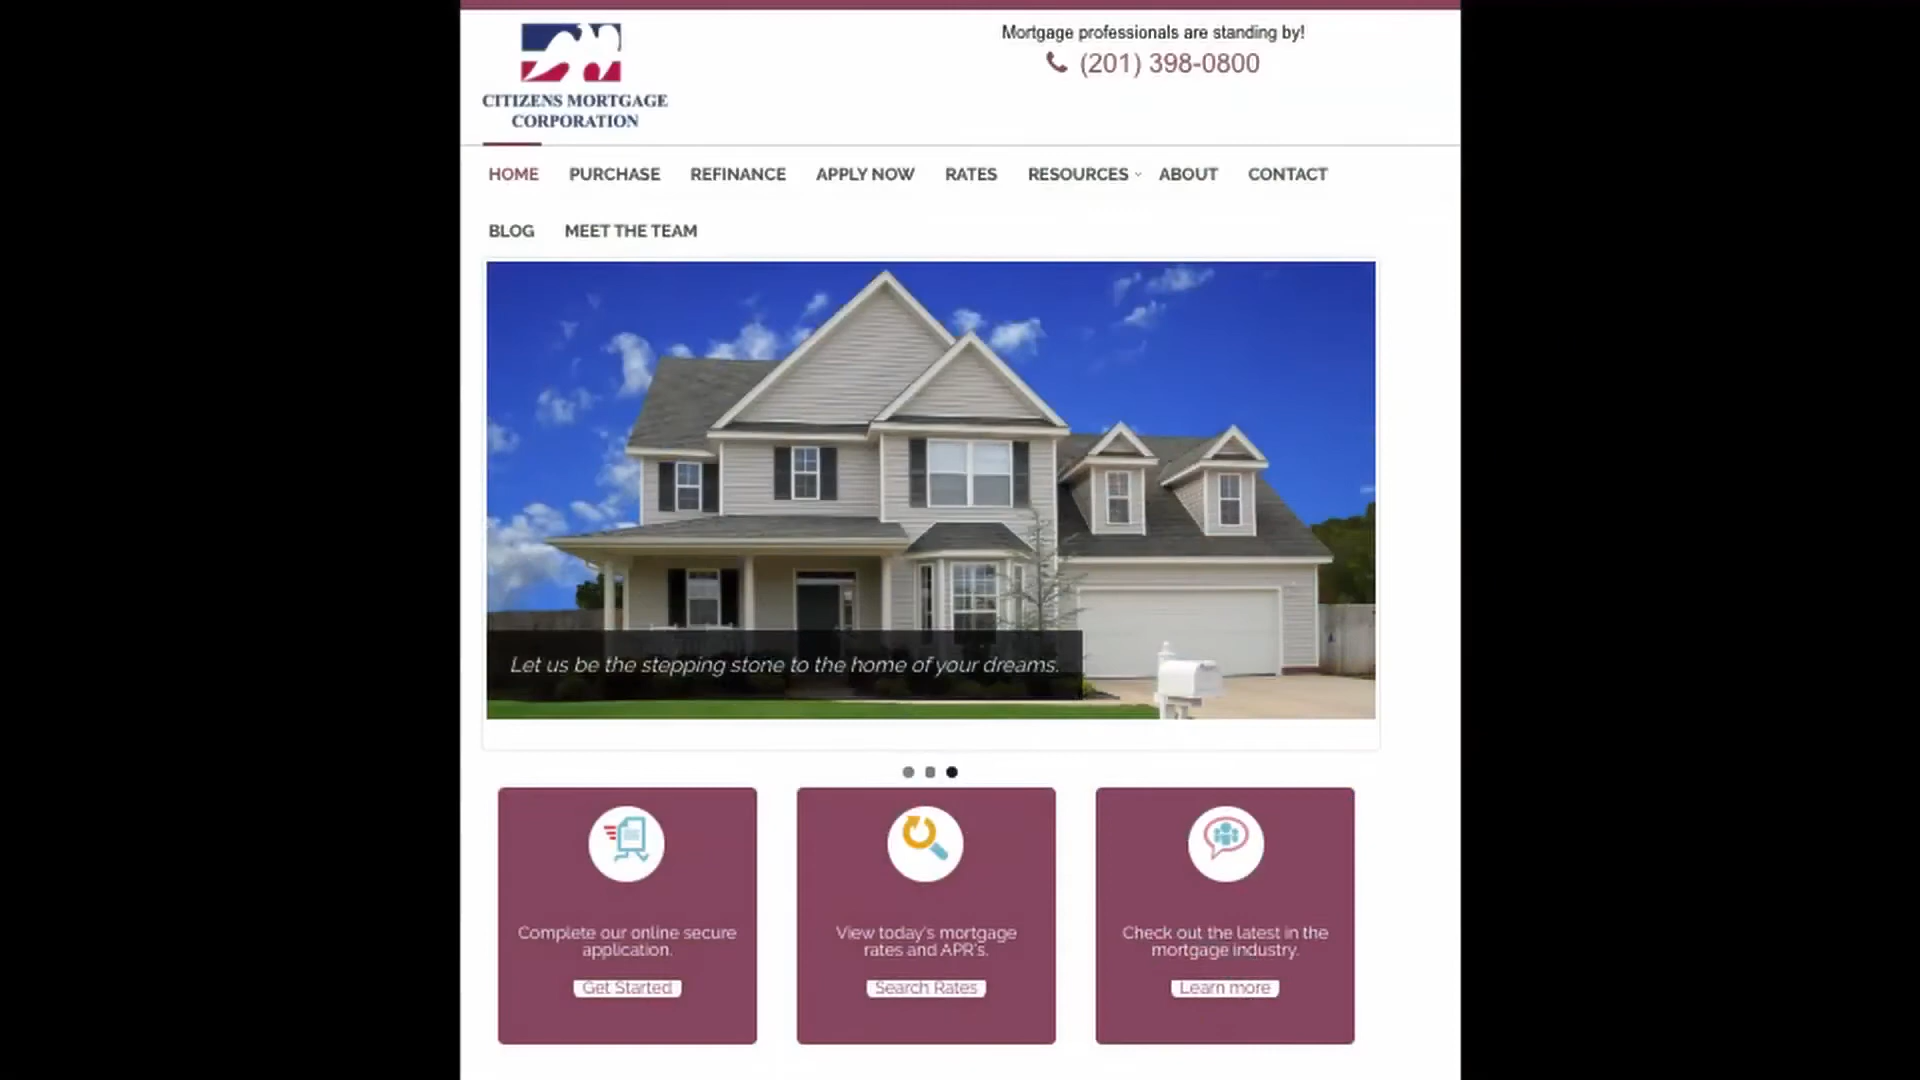 CITIZENS MORTGAGE
CORPORATION
Mortgage professionals are standing by!
(201) 398-0800
HOME PURCHASE REFINANCE APPLY NOW RATES RESOURCES ABOUT CONTACT
BLOG MEET THE TEAM
Let us be the stepping stone to the home of your dreams.
Complete our online secure
application.
Get Started
View today's mortgage
rates and APR's.
Search Rates
Check out the latest in the
mortgage industry.
Learn more